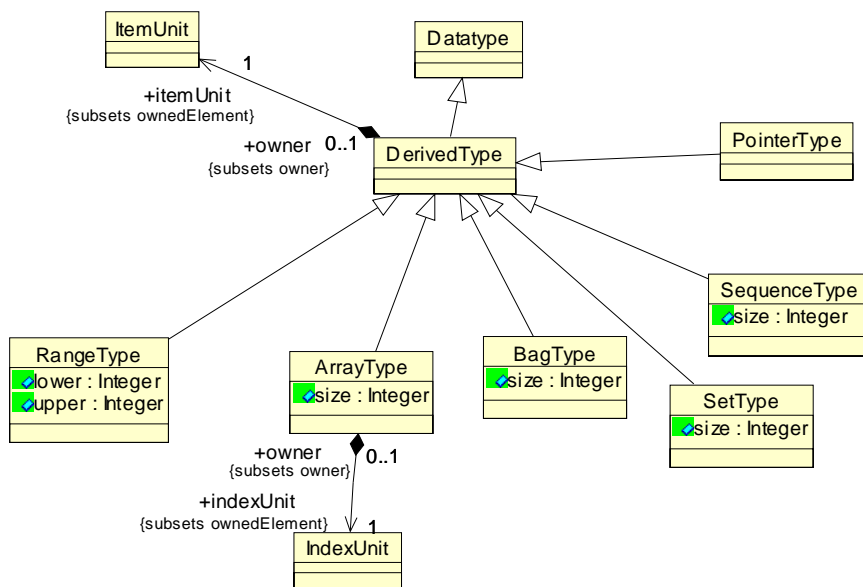 ItemUnit
Datatype
1
+itemUnit
{subsets ownedElement}
+owner
0..1
{subsets owner}
DerivedType
PointerType
SequenceType
size : Integer
RangeType
lower : Integer
upper : Integer
ArrayType
size : Integer
BagType
size : Integer
SetType
size : Integer
+owner
0..1
{subsets owner}
+indexUnit
{subsets ownedElement}
1
IndexUnit